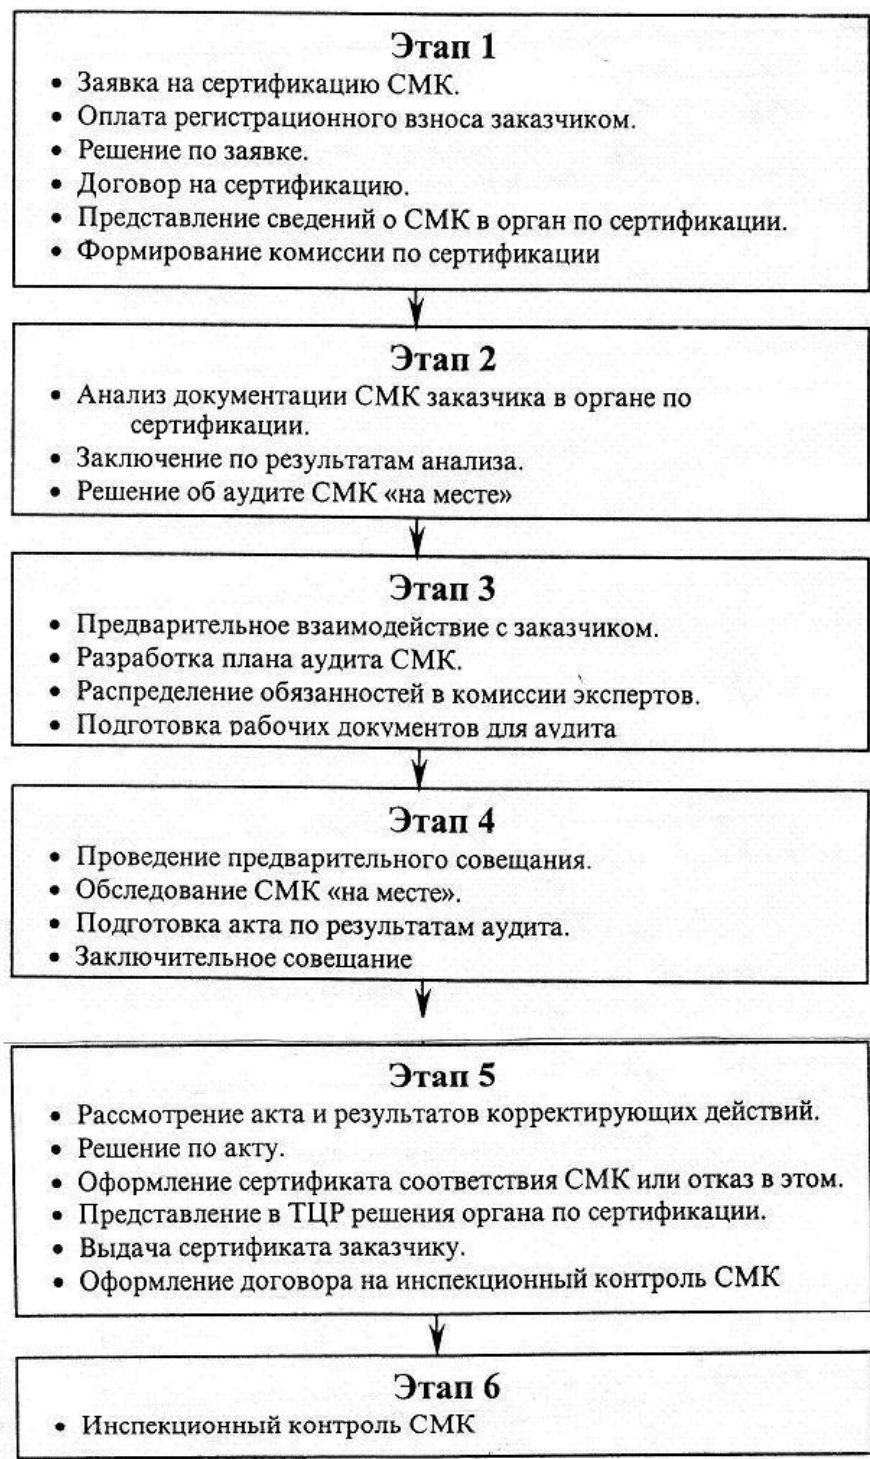 Этап 1
• Заявка на сертификацию СМК.
• Оплата регистрационного взноса заказчиком.
• Решение по заявке.
• Договор на сертификацию.
• Представление сведений о СМК в орган по сертификации.
• Формирование комиссии по сертификации
Этап 2
• Анализ документации СМК заказчика в органе по
сертификации.
• Заключение по результатам анализа.
• Решение об аудите СМК «на месте»
Этап 3
• Предварительное взаимодействие с заказчиком.
• Разработка плана аудита СМК.
• Распределение обязанностей в комиссии экспертов.
• Подготовка рабочих документов для аудита
Этап 4
• Проведение предварительного совещания.
• Обследование СМК «на месте».
• Подготовка акта по результатам аудита.
• Заключительное совещание
Этап 5
• Рассмотрение акта и результатов корректирующих действий.
• Решение по акту.
• Оформление сертификата соответствия СМК или отказ в этом.
• Представление в ТЦР решения органа по сертификации.
• Выдача сертификата заказчику.
• Оформление договора на инспекционный контроль СМК
Этап 6
• Инспекционный контроль СМК